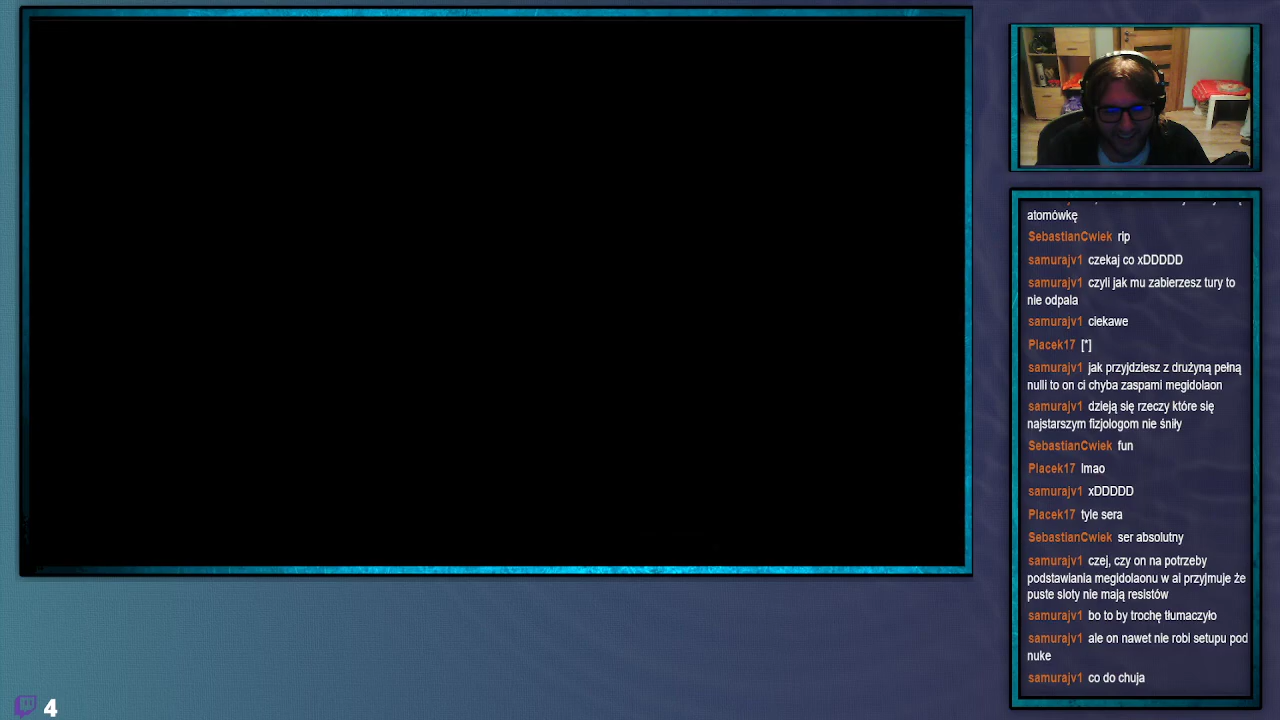 atomówkę
SebastianCwiek rip
samurajv1 czekaj co xDDDDD
samurajv1 czyli jak mu zabierzesz tury to
nie odpala
samurajv1 ciekawe
Placek17 [*]
samurajv1 jak przyjdziesz z drużyną pełną
nulli to on ci chyba zaspami megidolaon
samurajv1 dzieją się rzeczy które się
najstarszym fizjologom nie śniły
SebastianCwiek fun
Placek17 lmao
samurajv1 xDDDDD
Placek17 tyle sera
SebastianCwiek ser absolutny
samurajv1 czej, czy on na potrzeby
podstawiania megidolaonu w ai przyjmuje że
puste sloty nie mają resistów
samurajv1 bo to by trochę tłumaczyło
samurajv1 ale on nawet nie robi setupu pod
nuke
samurajv1 co do chuja
4